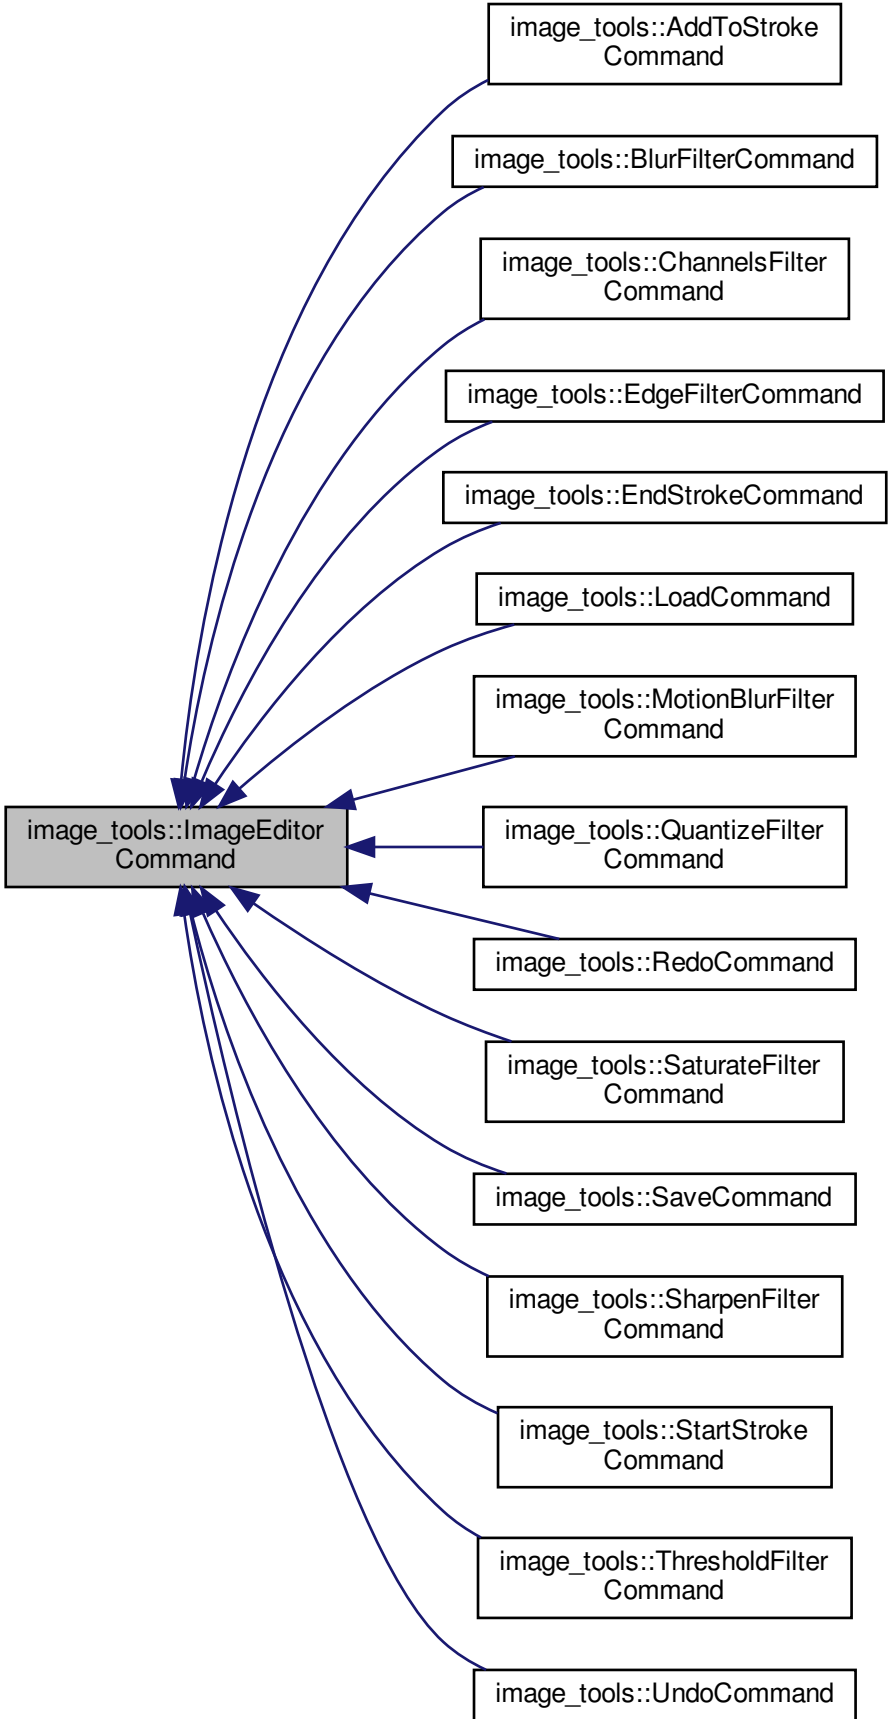 image_tools::AddToStroke
Command
image_tools::BlurFilterCommand
image_tools::ChannelsFilter
Command
image_tools::EdgeFilterCommand
image_tools::EndStrokeCommand
image_tools::LoadCommand
image_tools::MotionBlurFilter
Command
image_tools::ImageEditor
Command
image_tools::QuantizeFilter
Command
image_tools::RedoCommand
image_tools::SaturateFilter
Command
image_tools::SaveCommand
image_tools::SharpenFilter
Command
image_tools::StartStroke
Command
image_tools::ThresholdFilter
Command
image_tools::UndoCommand